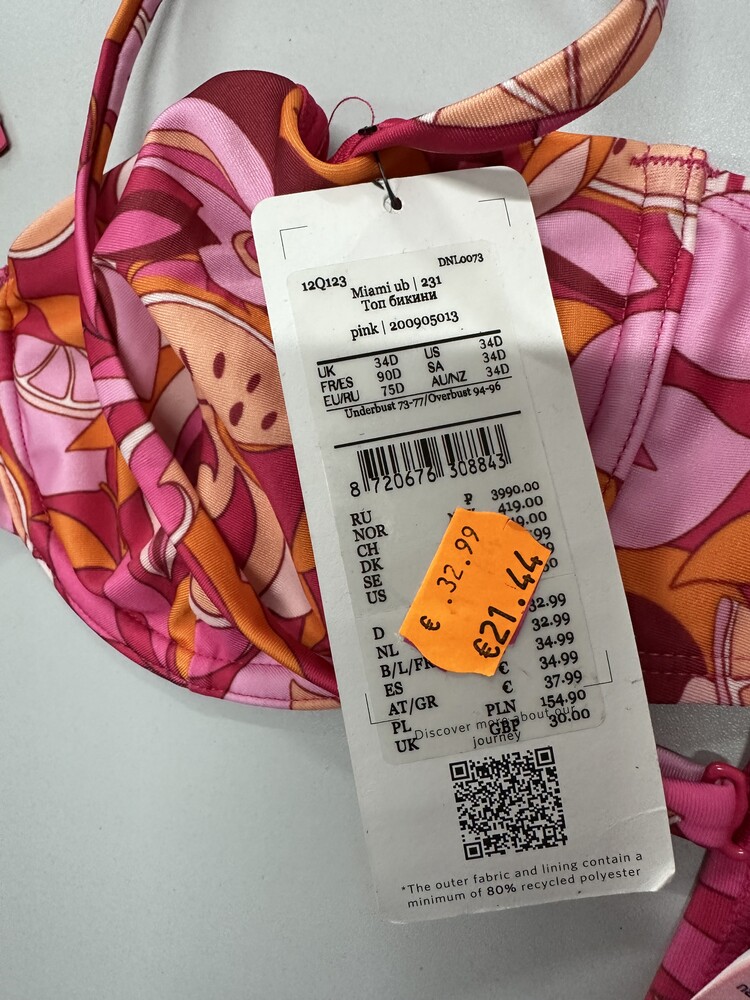 12Q123 DNL0073
Miami ub | 231
Топ бикини
pink | 200905013
UK 34D US 34D
FR/ES 90D SA 34D
EU/RU 75D AU/NZ 34D
Underbust 73-77/Overbust 94-96
8 720676 308843
RU ₽ 3990.00
NOR 419.00
CH
DK
SE
US
€ .32.99
€21.44
D 32.99
NL 32.99
B/L/FR 34.99
ES € 34.99
AT/GR € 37.99
PL PLN 154.90
UK GBP 30.00
Discover more about our
journey
*The outer fabric and lining contain a
minimum of 80% recycled polyester